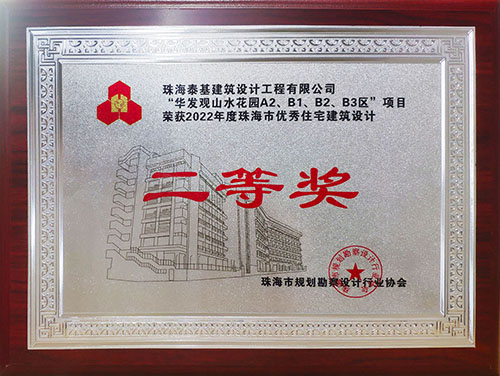 珠海泰基建筑设计工程有限公司
“华发观山水花园A2、B1、B2、B3区”项目
荣获2022年度珠海市优秀住宅建筑设计
二等奖
珠海市规划勘察设计行业协会